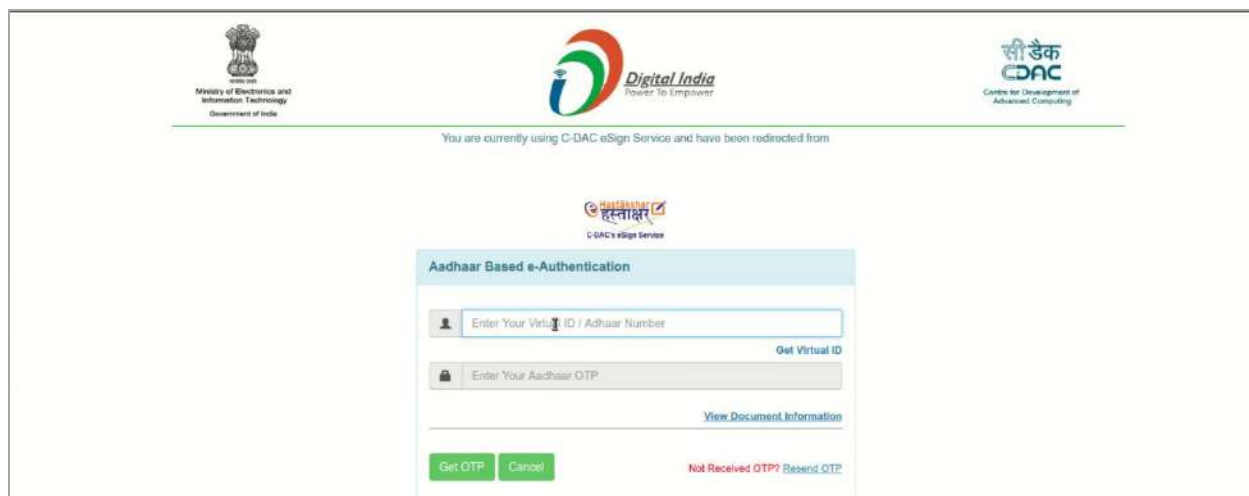 Ministry of Electronics and
Information Technology
Government of India
Digital India
Power To Empower
सी डैक
CDAC
Centre for Development of
Advanced Computing
You are currently using C-DAC eSign Service and have been redirected from
e Hastakshar
हस्ताक्षर
C-DAC's eSign Service
Aadhaar Based e-Authentication
Enter Your Virtual ID / Adhaar Number
Get Virtual ID
Enter Your Aadhaar OTP
View Document Information
Get OTP
Cancel
Not Received OTP? Resend OTP